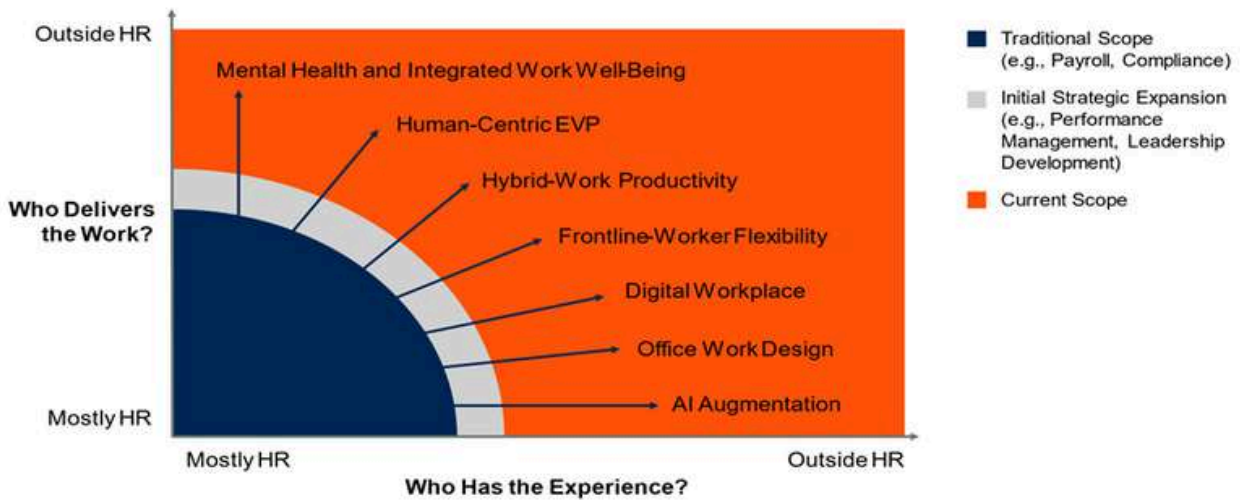 Outside HR
Mental Health and Integrated Work Well-Being
Human-Centric EVP
Hybrid-Work Productivity
Who Delivers
the Work?
Frontline-Worker Flexibility
Digital Workplace
Office Work Design
AI Augmentation
Mostly HR
Mostly HR
Outside HR
Who Has the Experience?
Traditional Scope
(e.g., Payroll, Compliance)
Initial Strategic Expansion
(e.g., Performance
Management, Leadership
Development)
Current Scope